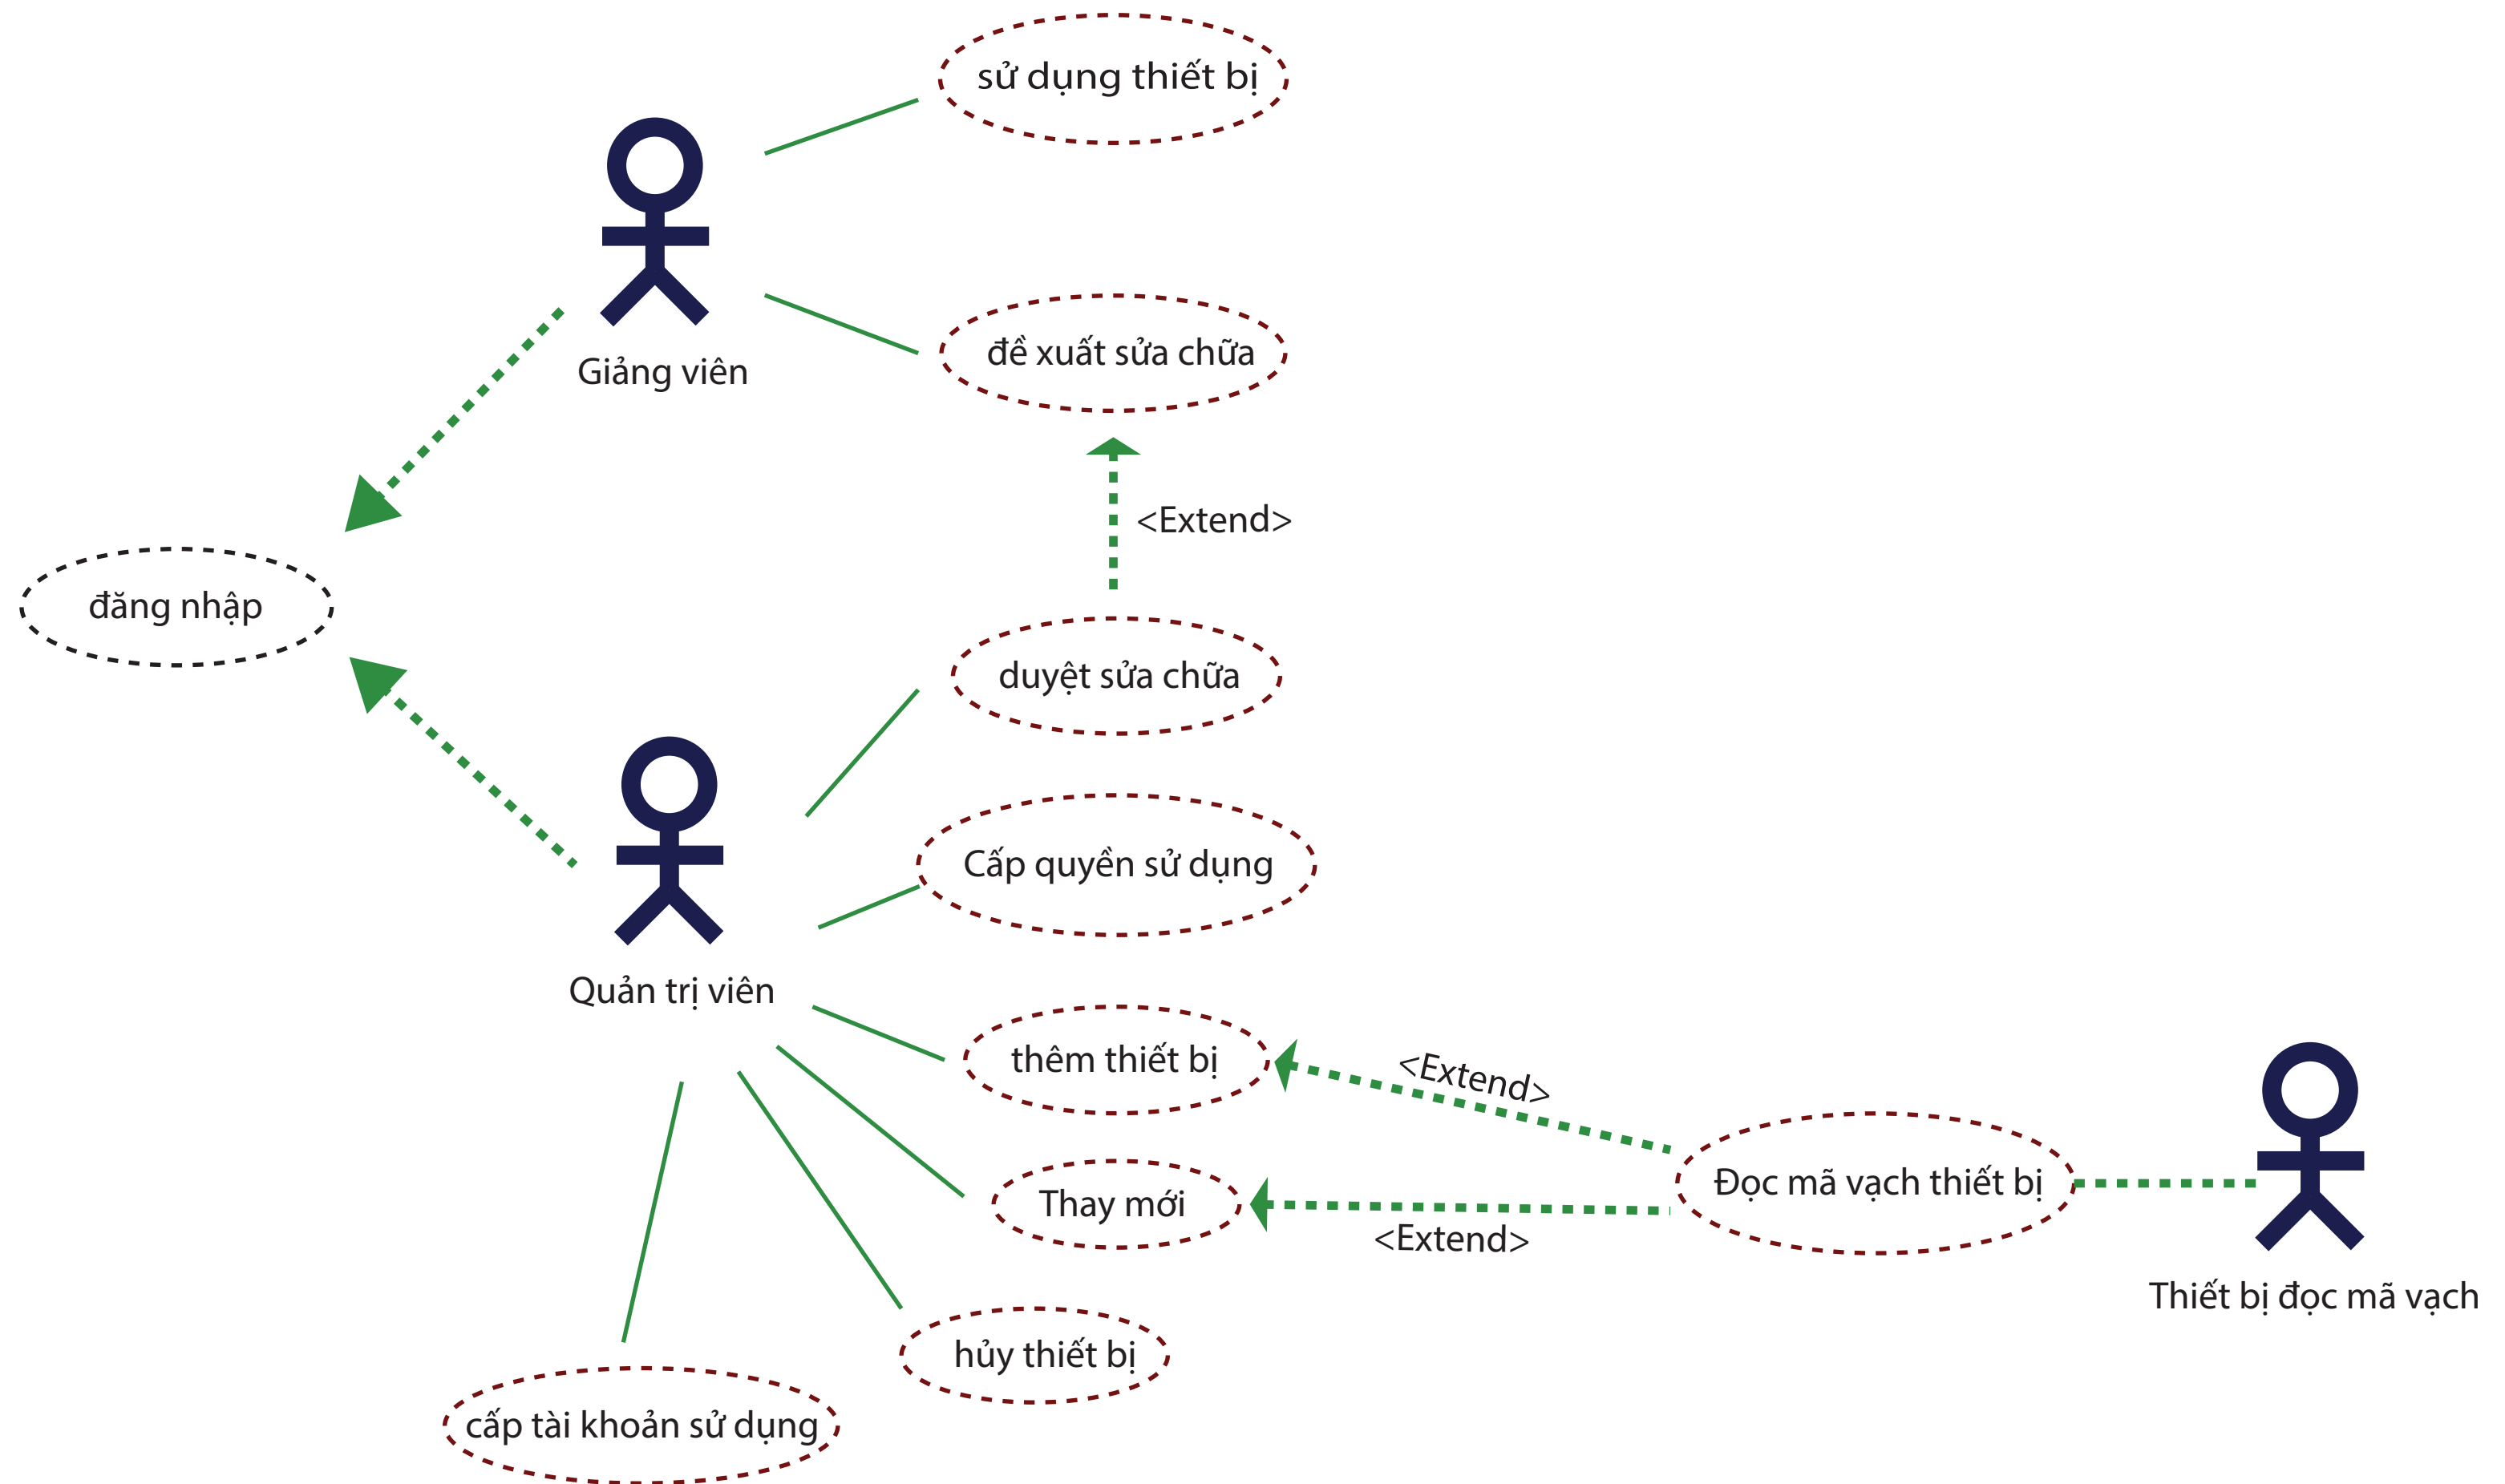 sử dụng thiết bị
Giảng viên
đề xuất sửa chữa
<Extend>
đăng nhập
duyệt sửa chữa
Cấp quyền sử dụng
Quản trị viên
thêm thiết bị
<Extend>
Đọc mã vạch thiết bị
Thay mới
<Extend>
Thiết bị đọc mã vạch
hủy thiết bị
cấp tài khoản sử dụng